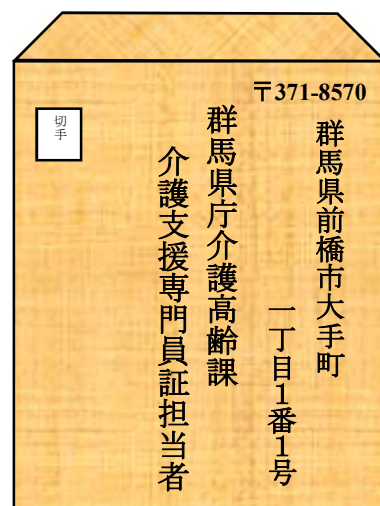 〒371-8570
群馬県前橋市大手町
一丁目1番1号
群馬県庁介護高齢課
介護支援専門員証担当者
切手